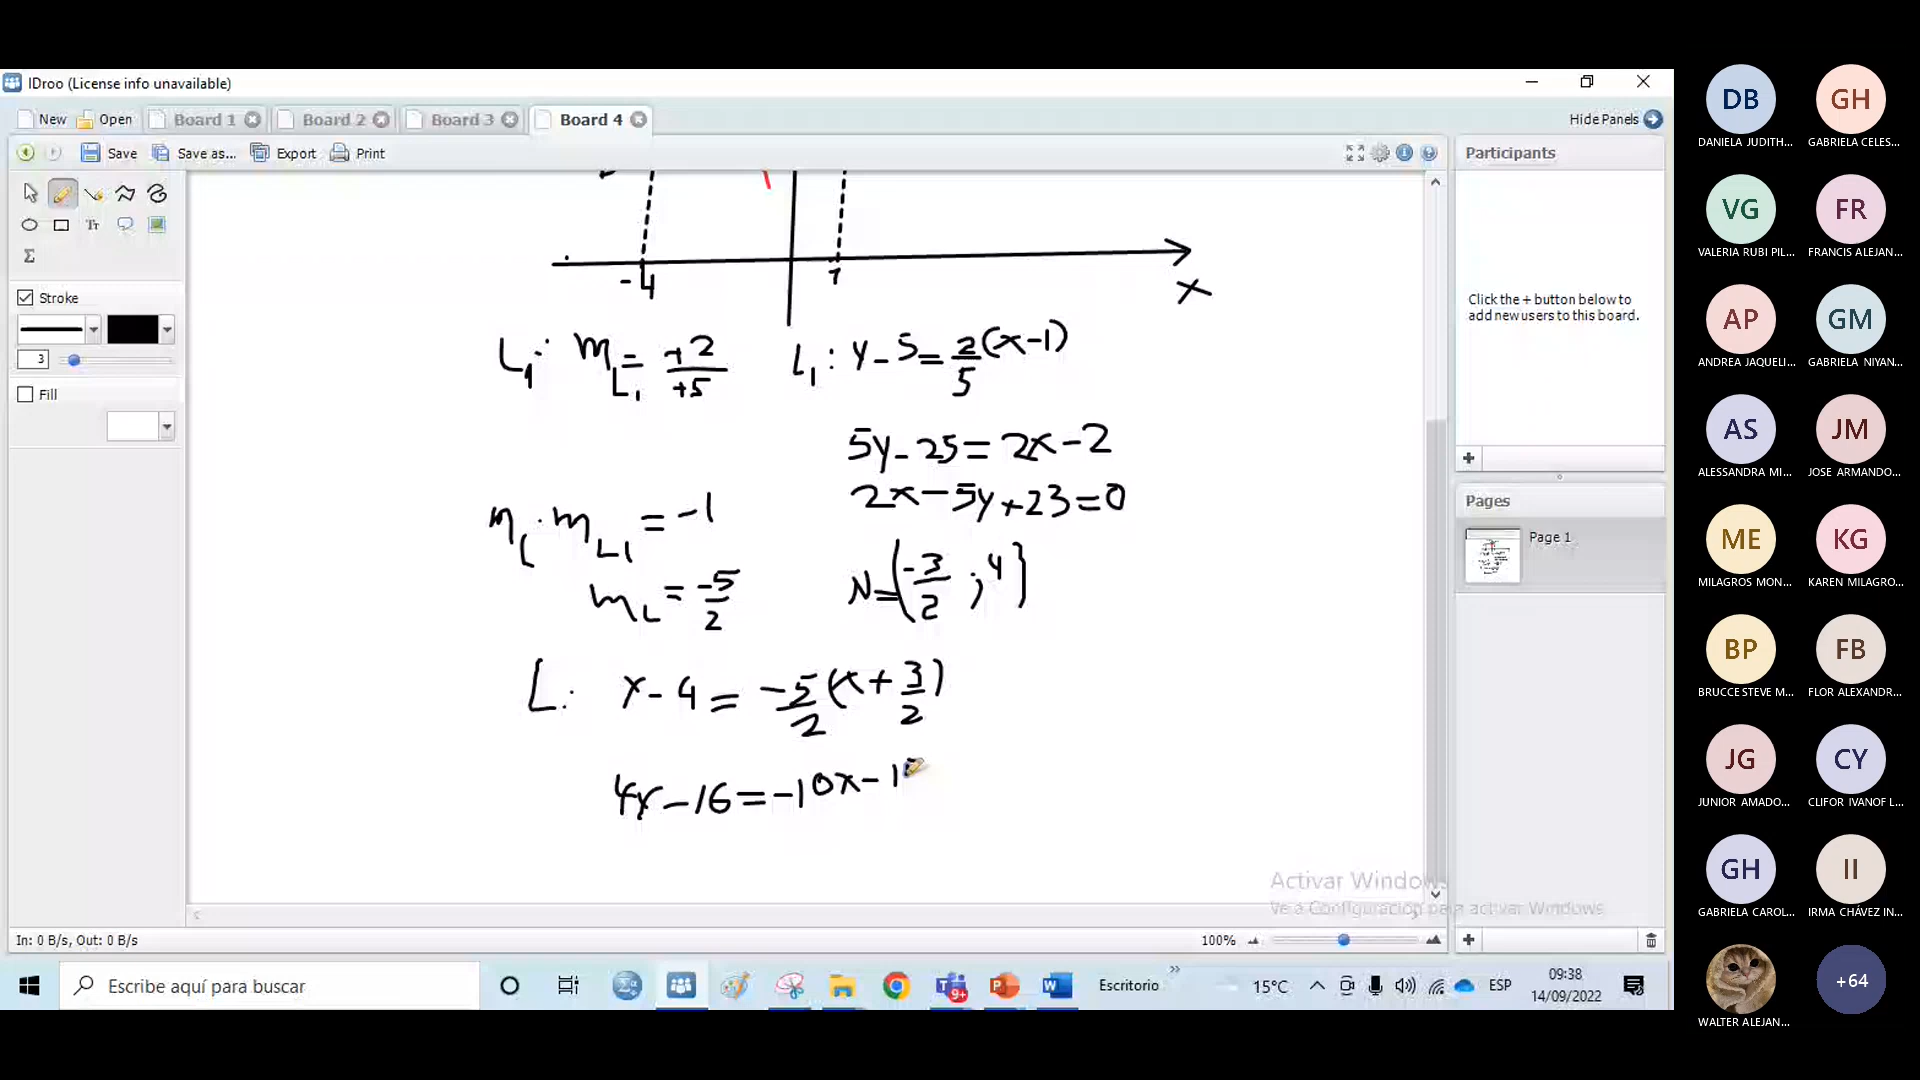 IDroo (License info unavailable)
New Open Board 1 Board 2 Board 3 Board 4 Hide Panels
Save Save as... Export Print
Participants
Click the + button below to
add new users to this board.
Pages
Page 1
Stroke
3
Fill
-4 1
x
L₁: m_L₁ = +2/+5 L₁: y-5 = 2/5(x-1)
5y-25=2x-2
2x-5y+23=0
m_L · m_L1 = -1
m_L = -5/2 N=(-3/2 ; 4)
L: y-4 = -5/2(x+3/2)
4y-16=-10x-1
Activar Windows
Ve a Configuración para activar Windows.
In: 0 B/s, Out: 0 B/s 100%
Escribe aquí para buscar
9+
Escritorio
15°C
ESP
09:38
14/09/2022
DB GH
DANIELA JUDITH... GABRIELA CELES...
VG FR
VALERIA RUBI PIL... FRANCIS ALEJAN...
AP GM
ANDREA JAQUELI... GABRIELA NIYAN...
AS JM
ALESSANDRA MI... JOSE ARMANDO...
ME KG
MILAGROS MON... KAREN MILAGRO...
BP FB
BRUCCE STEVE M... FLOR ALEXANDR...
JG CY
JUNIOR AMADO... CLIFOR IVANOF L...
GH II
GABRIELA CAROL... IRMA CHÁVEZ IN...
+64
WALTER ALEJAN...